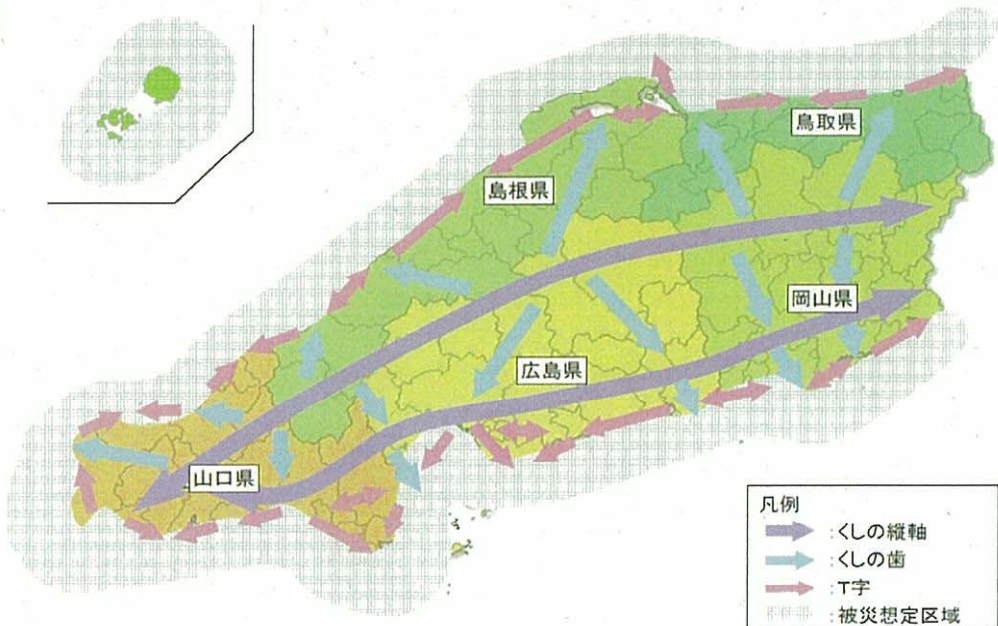 鳥取県
島根県
岡山県
広島県
山口県
凡例
:くしの縦軸
:くしの歯
:T字
:被災想定区域